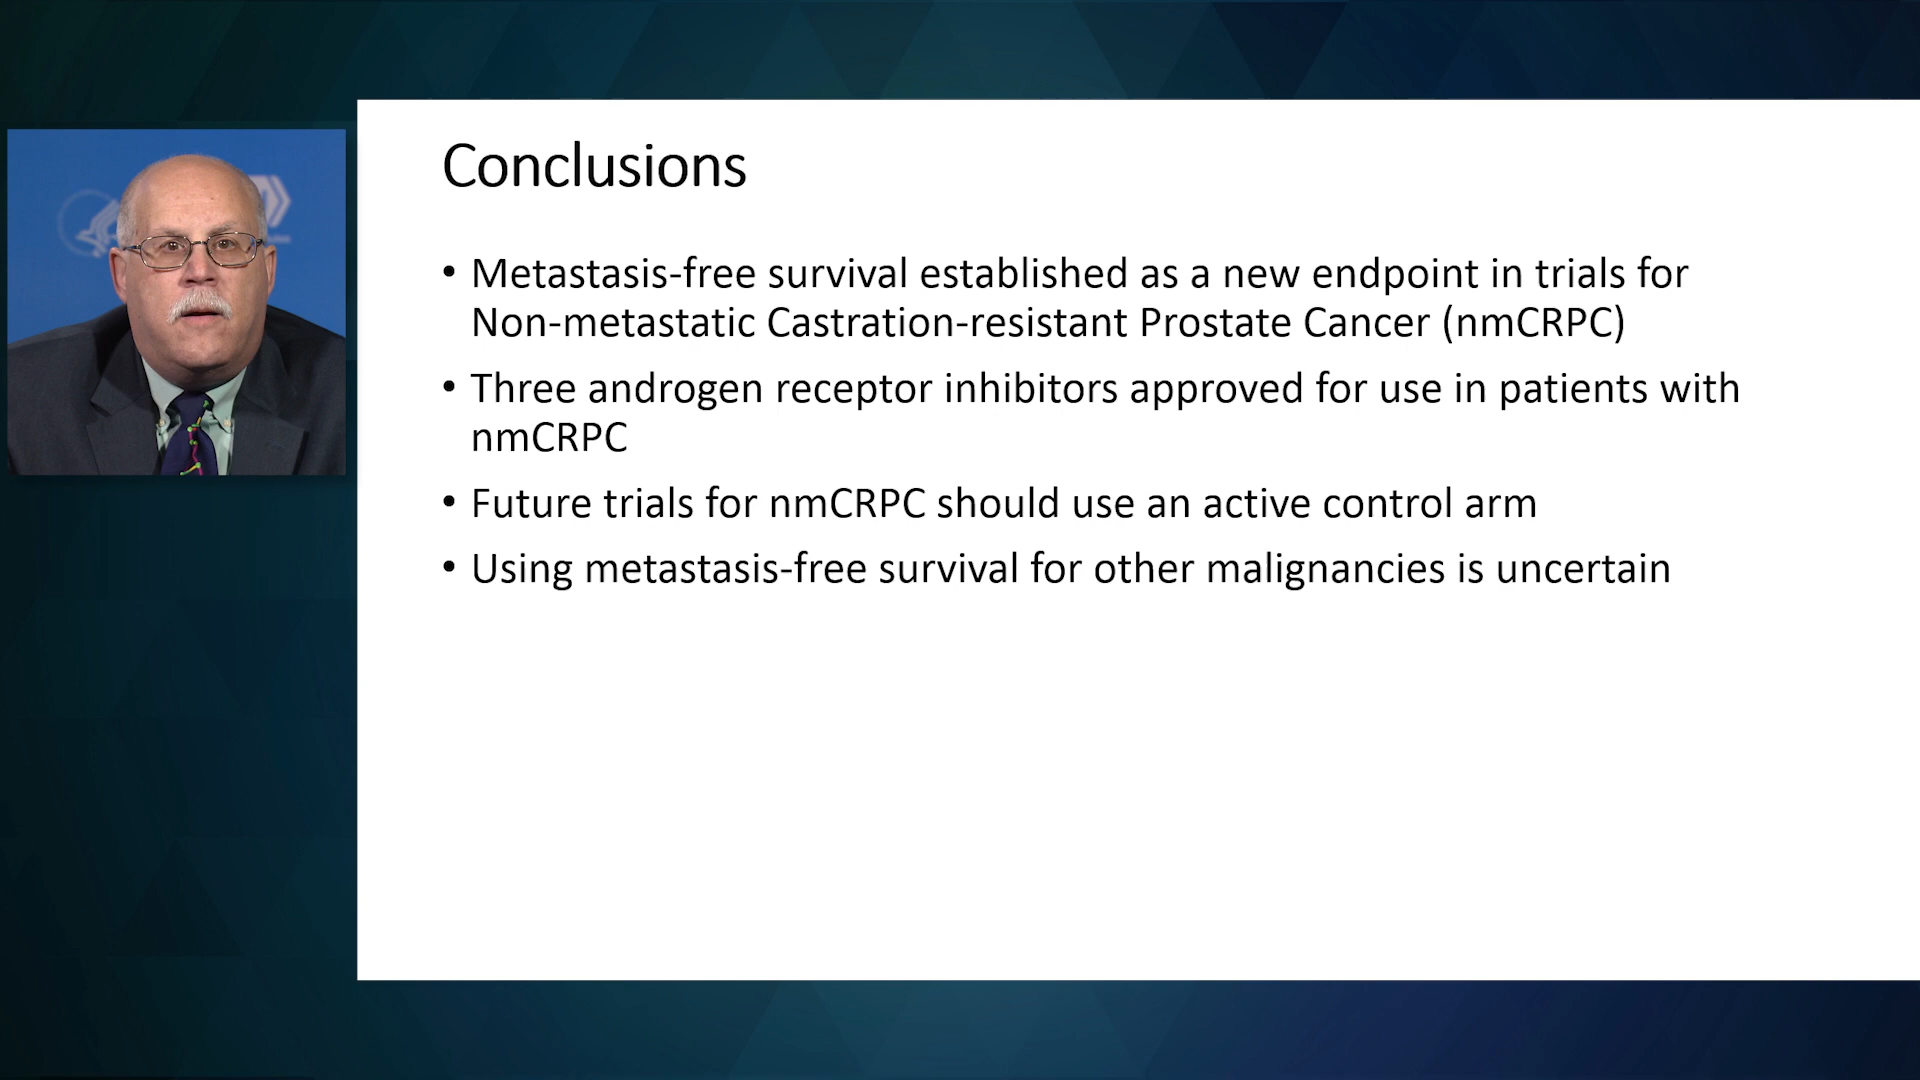 Conclusions
• Metastasis-free survival established as a new endpoint in trials for
Non-metastatic Castration-resistant Prostate Cancer (nmCRPC)
• Three androgen receptor inhibitors approved for use in patients with
nmCRPC
• Future trials for nmCRPC should use an active control arm
• Using metastasis-free survival for other malignancies is uncertain